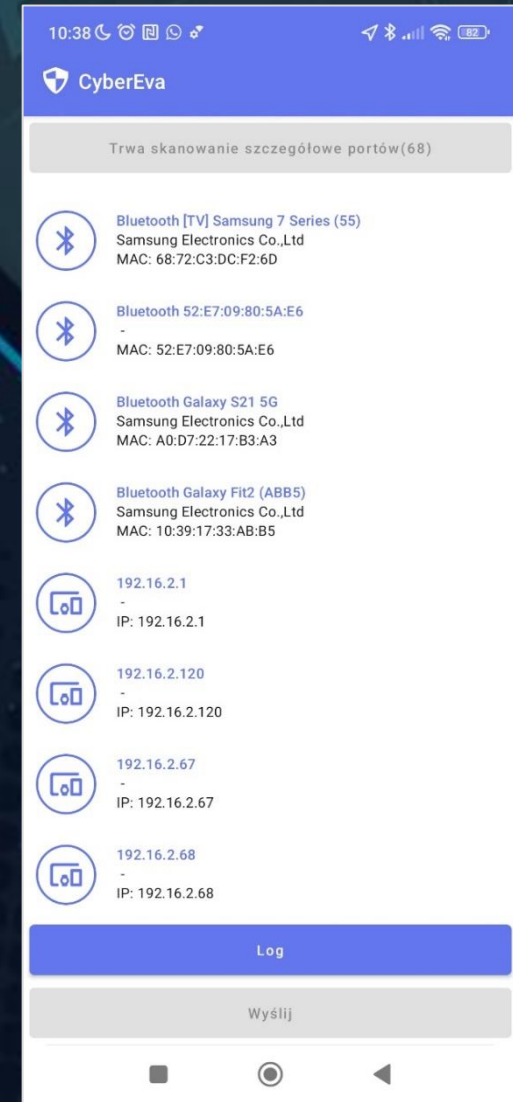 10:38
82
CyberEva
Trwa skanowanie szczegółowe portów(68)
Bluetooth [TV] Samsung 7 Series (55)
Samsung Electronics Co.,Ltd
MAC: 68:72:C3:DC:F2:6D
Bluetooth 52:E7:09:80:5A:E6
-
MAC: 52:E7:09:80:5A:E6
Bluetooth Galaxy S21 5G
Samsung Electronics Co.,Ltd
MAC: A0:D7:22:17:B3:A3
Bluetooth Galaxy Fit2 (ABB5)
Samsung Electronics Co.,Ltd
MAC: 10:39:17:33:AB:B5
192.16.2.1
-
IP: 192.16.2.1
192.16.2.120
-
IP: 192.16.2.120
192.16.2.67
-
IP: 192.16.2.67
192.16.2.68
-
IP: 192.16.2.68
Log
Wyślij